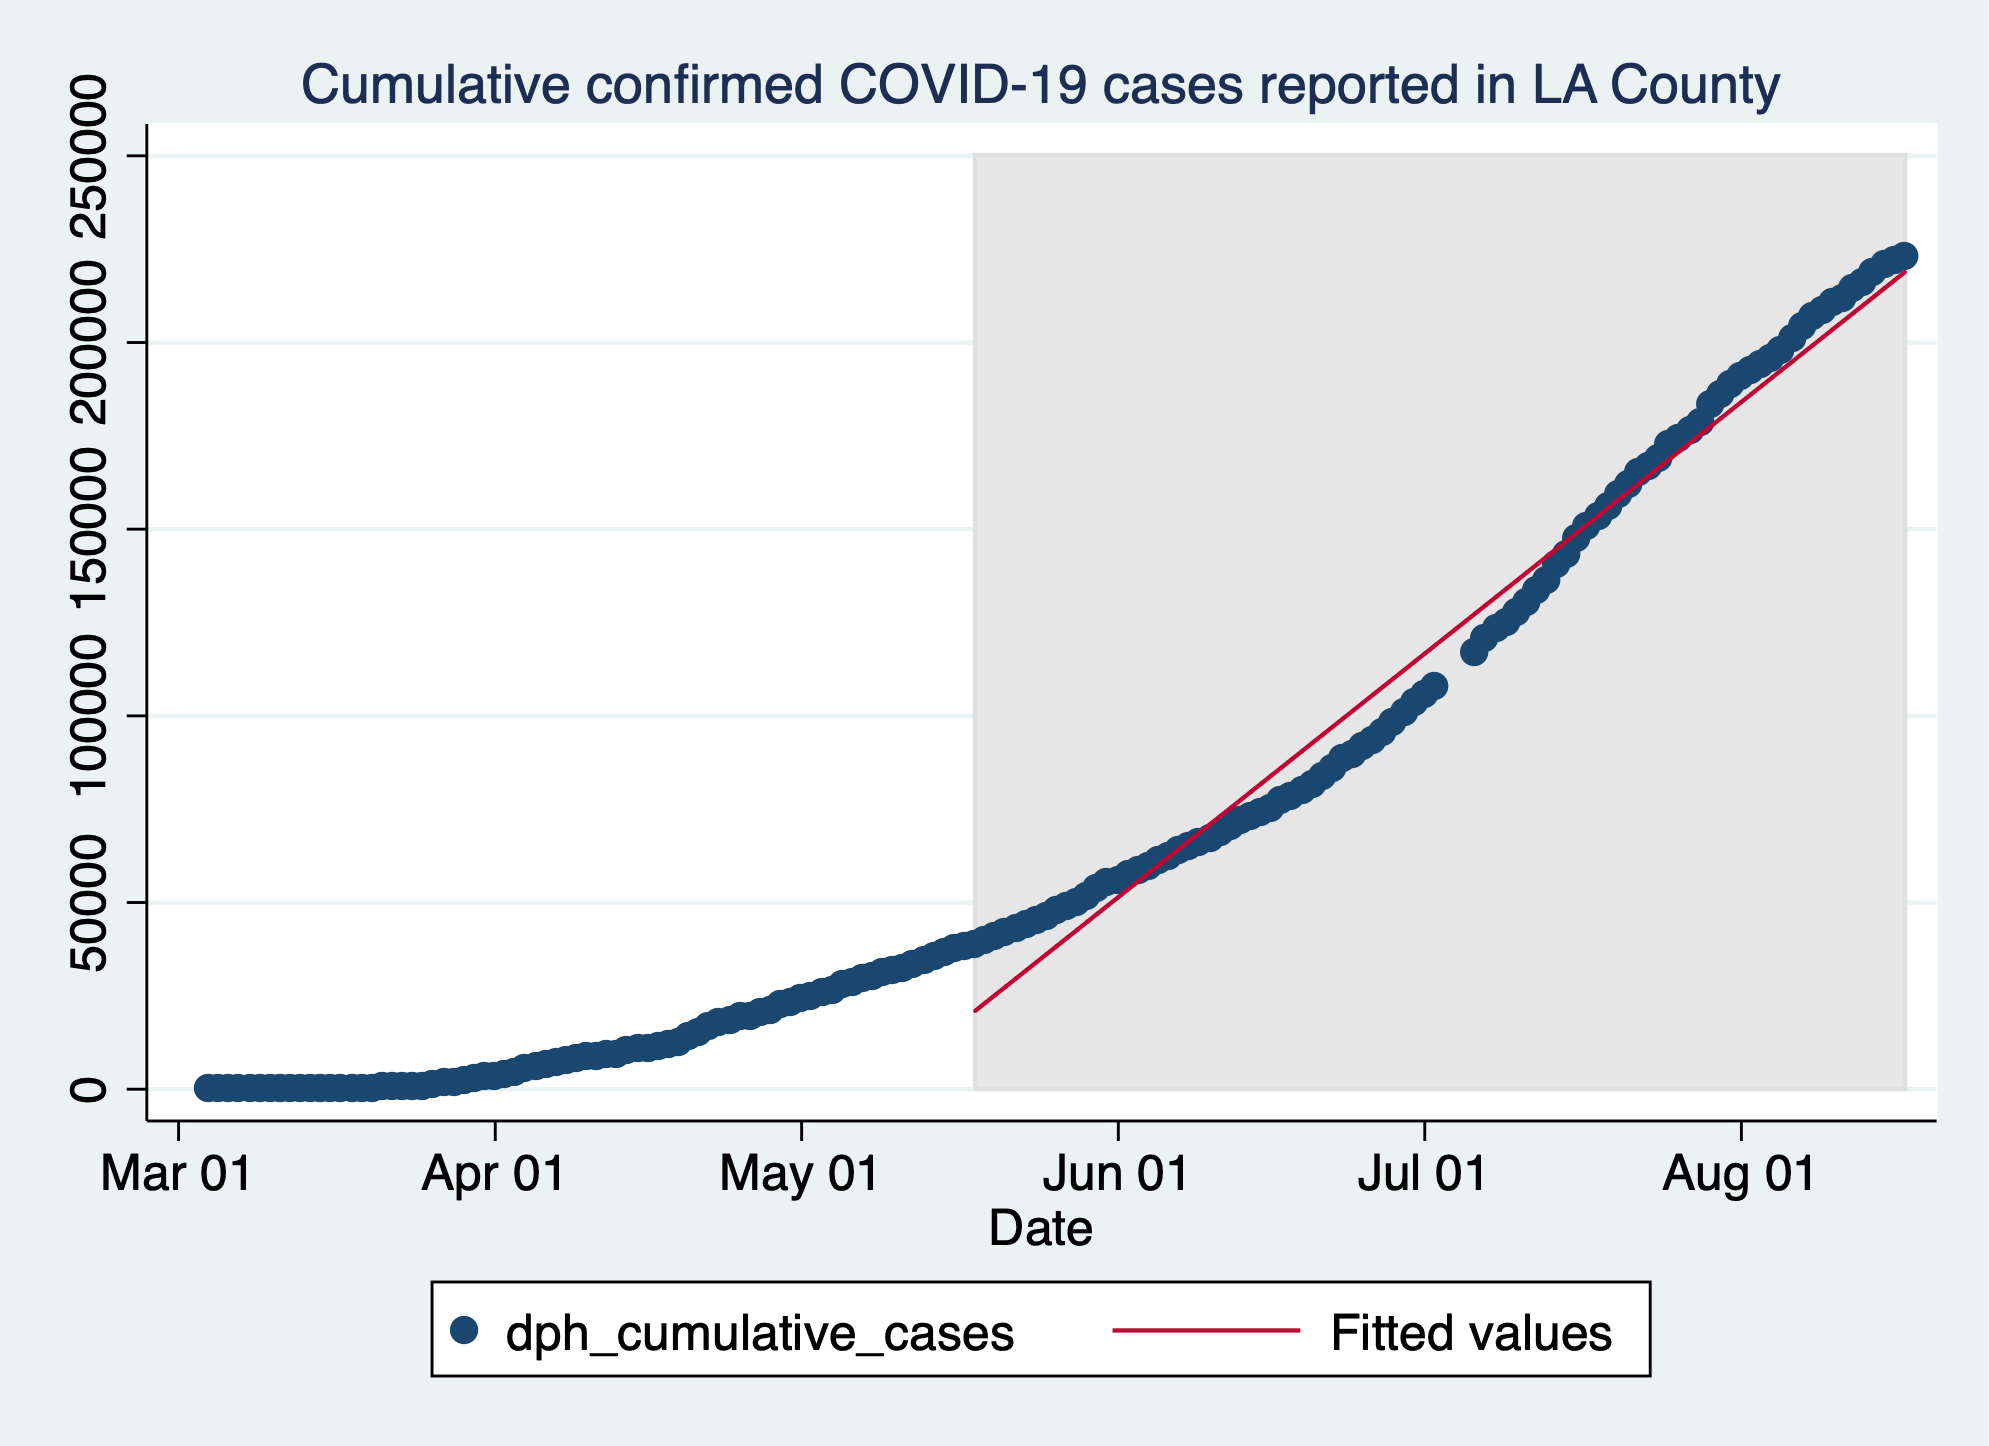 Cumulative confirmed COVID-19 cases reported in LA County
250000
200000
150000
100000
50000
0
Mar 01 Apr 01 May 01 Jun 01 Jul 01 Aug 01
Date
dph_cumulative_cases Fitted values